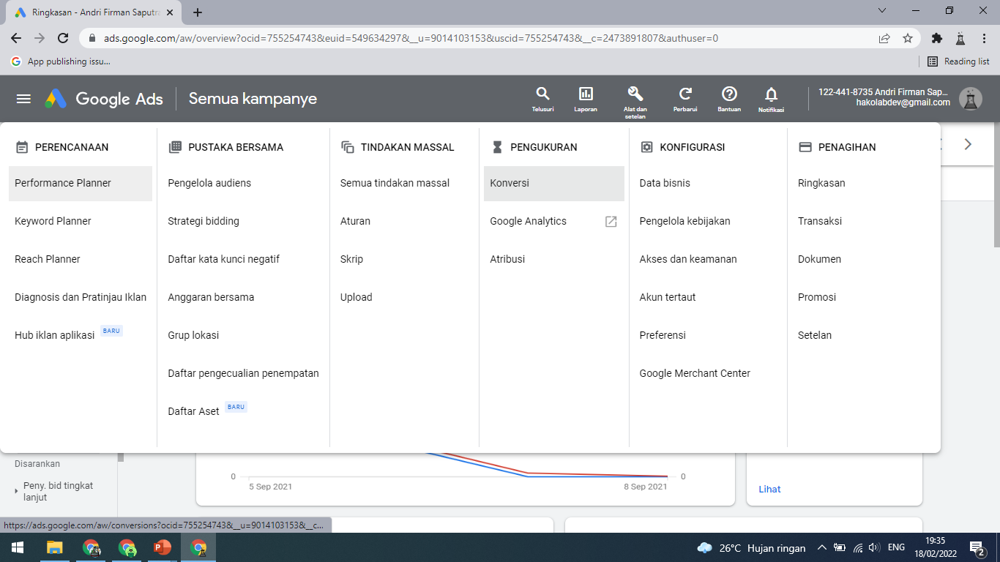 Ringkasan - Andri Firman Saputra
ads.google.com/aw/overview?ocid=755254743&euid=549634297&__u=9014103153&uscid=755254743&__c=2473891807&authuser=0
App publishing issu...
Reading list
Google Ads
Semua kampanye
Telusuri
Laporan
Alat dan
setelan
Perbarui
Bantuan
Notifikasi
122-441-8735 Andri Firman Sap...
hakolabdev@gmail.com
PERENCANAAN
Performance Planner
Keyword Planner
Reach Planner
Diagnosis dan Pratinjau Iklan
Hub iklan aplikasi BARU
PUSTAKA BERSAMA
Pengelola audiens
Strategi bidding
Daftar kata kunci negatif
Anggaran bersama
Grup lokasi
Daftar pengecualian penempatan
Daftar Aset BARU
TINDAKAN MASSAL
Semua tindakan massal
Aturan
Skrip
Upload
PENGUKURAN
Konversi
Google Analytics
Atribusi
KONFIGURASI
Data bisnis
Pengelola kebijakan
Akses dan keamanan
Akun tertaut
Preferensi
Google Merchant Center
PENAGIHAN
Ringkasan
Transaksi
Dokumen
Promosi
Setelan
Disarankan
Peny. bid tingkat
lanjut
0
0
5 Sep 2021
8 Sep 2021
Lihat
https://ads.google.com/aw/conversions?ocid=755254743&__u=9014103153&__c...
26°C Hujan ringan
ENG
19:35
18/02/2022
2